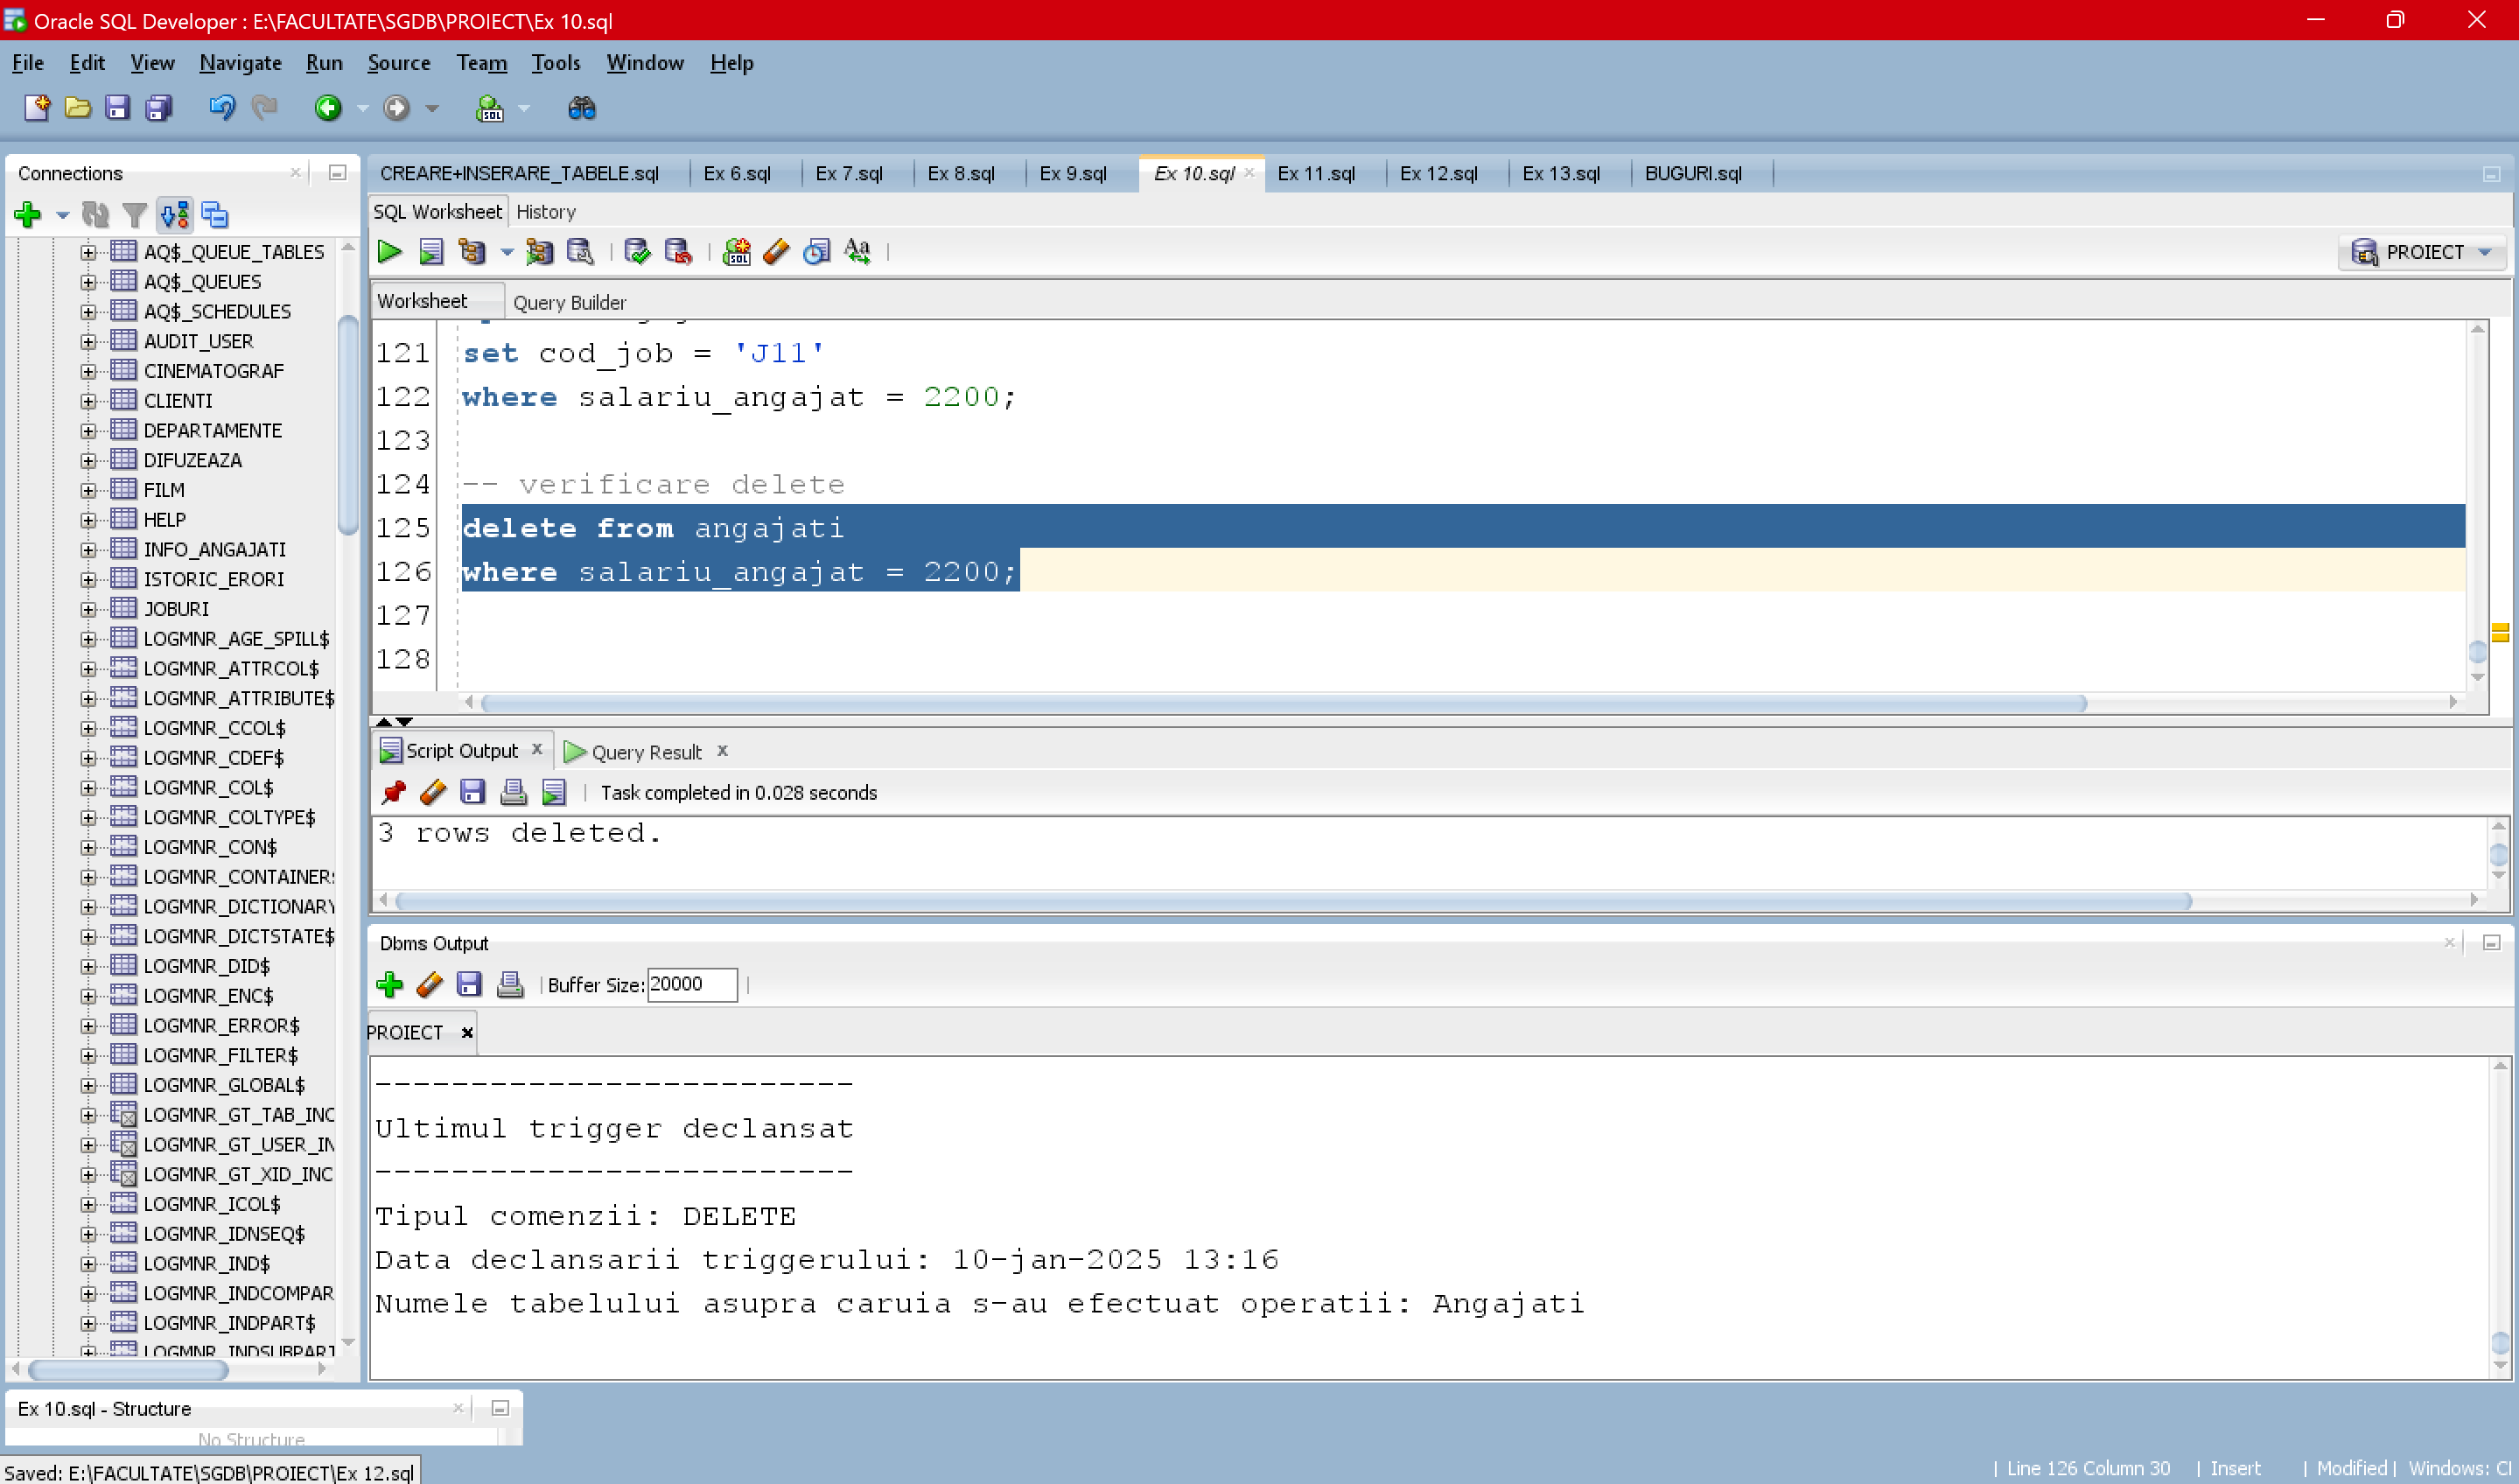 Oracle SQL Developer : E:\FACULTATE\SGDB\PROIECT\Ex 10.sql
File Edit View Navigate Run Source Team Tools Window Help
Connections
CREARE+INSERARE_TABELE.sql Ex 6.sql Ex 7.sql Ex 8.sql Ex 9.sql Ex 10.sql Ex 11.sql Ex 12.sql Ex 13.sql BUGURI.sql
SQL Worksheet History
PROIECT
Worksheet Query Builder
AQ$_QUEUE_TABLES
AQ$_QUEUES
AQ$_SCHEDULES
AUDIT_USER
CINEMATOGRAF
CLIENTI
DEPARTAMENTE
DIFUZEAZA
FILM
HELP
INFO_ANGAJATI
ISTORIC_ERORI
JOBURI
LOGMNR_AGE_SPILL$
LOGMNR_ATTRCOL$
LOGMNR_ATTRIBUTE$
LOGMNR_CCOL$
LOGMNR_CDEF$
LOGMNR_COL$
LOGMNR_COLTYPE$
LOGMNR_CON$
LOGMNR_CONTAINER
LOGMNR_DICTIONARY
LOGMNR_DICTSTATE$
LOGMNR_DID$
LOGMNR_ENC$
LOGMNR_ERROR$
LOGMNR_FILTER$
LOGMNR_GLOBAL$
LOGMNR_GT_TAB_INC
LOGMNR_GT_USER_IN
LOGMNR_GT_XID_INC
LOGMNR_ICOL$
LOGMNR_IDNSEQ$
LOGMNR_IND$
LOGMNR_INDCOMPAR
LOGMNR_INDPART$
LOGMNR_INDSUBPART
121 set cod_job = 'J11'
122 where salariu_angajat = 2200;
123
124 -- verificare delete
125 delete from angajati
126 where salariu_angajat = 2200;
127
128
Script Output Query Result
Task completed in 0.028 seconds
3 rows deleted.
Dbms Output
Buffer Size: 20000
PROIECT
-------------------------
Ultimul trigger declansat
-------------------------
Tipul comenzii: DELETE
Data declansarii triggerului: 10-jan-2025 13:16
Numele tabelului asupra caruia s-au efectuat operatii: Angajati
Ex 10.sql - Structure
No Structure
Saved: E:\FACULTATE\SGDB\PROIECT\Ex 12.sql
| Line 126 Column 30 | Insert | Modified | Windows: Cl